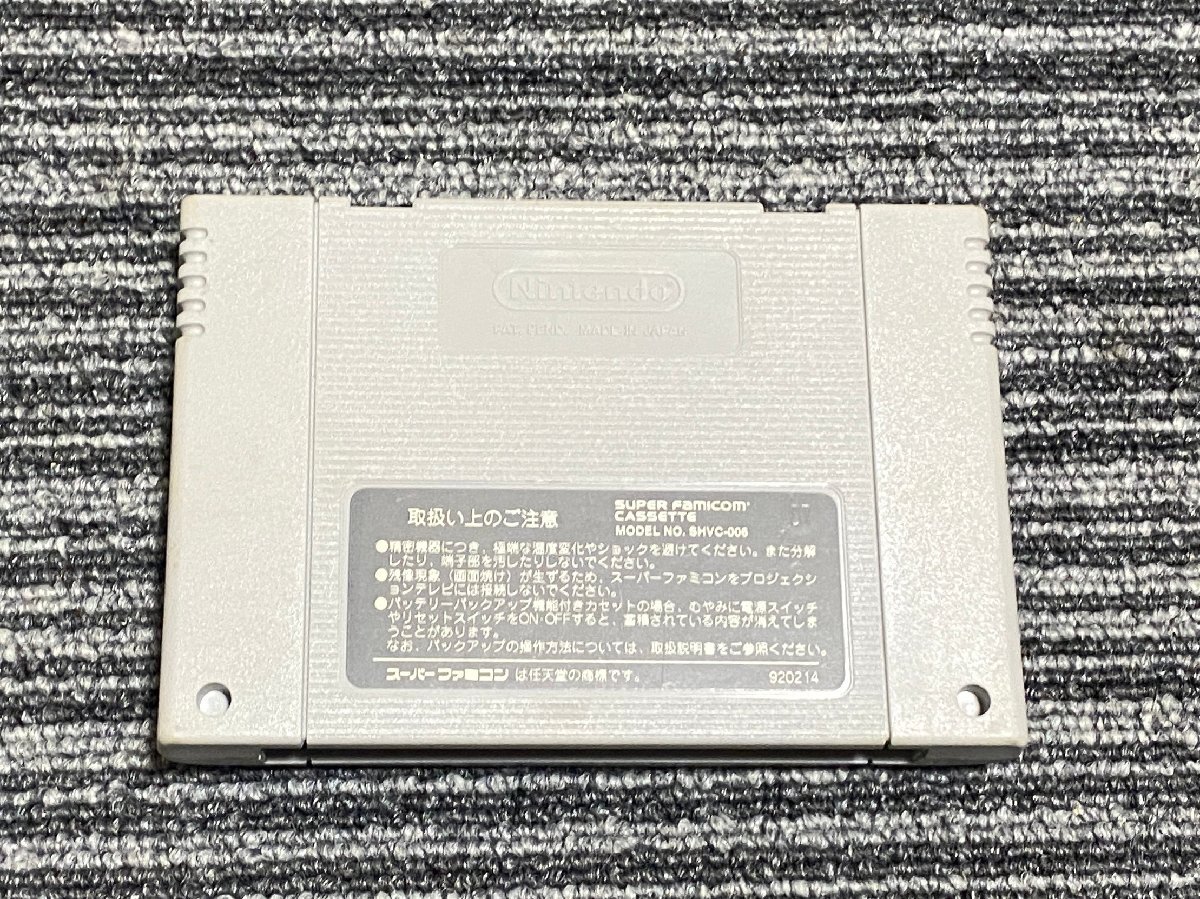 Nintendo
PAT. PEND. MADE IN JAPAN
取扱い上のご注意
SUPER FAMICOM
CASSETTE
MODEL NO. SHVC-006
●精密機器につき、極端な温度変化やショックを避けてください。また分解
したり、端子部を汚したりしないでください。
●残像現象(画面焼け)が生ずるため、スーパーファミコンをプロジェクシ
ョンテレビには接続しないでください。
●バッテリーバックアップ機能付きカセットの場合、むやみに電源スイッチ
やリセットスイッチをON・OFFすると、蓄積されている内容が消えてしま
うことがあります。
なお、バックアップの操作方法については、取扱説明書をご参照ください。
スーパーファミコンは任天堂の商標です。
920214